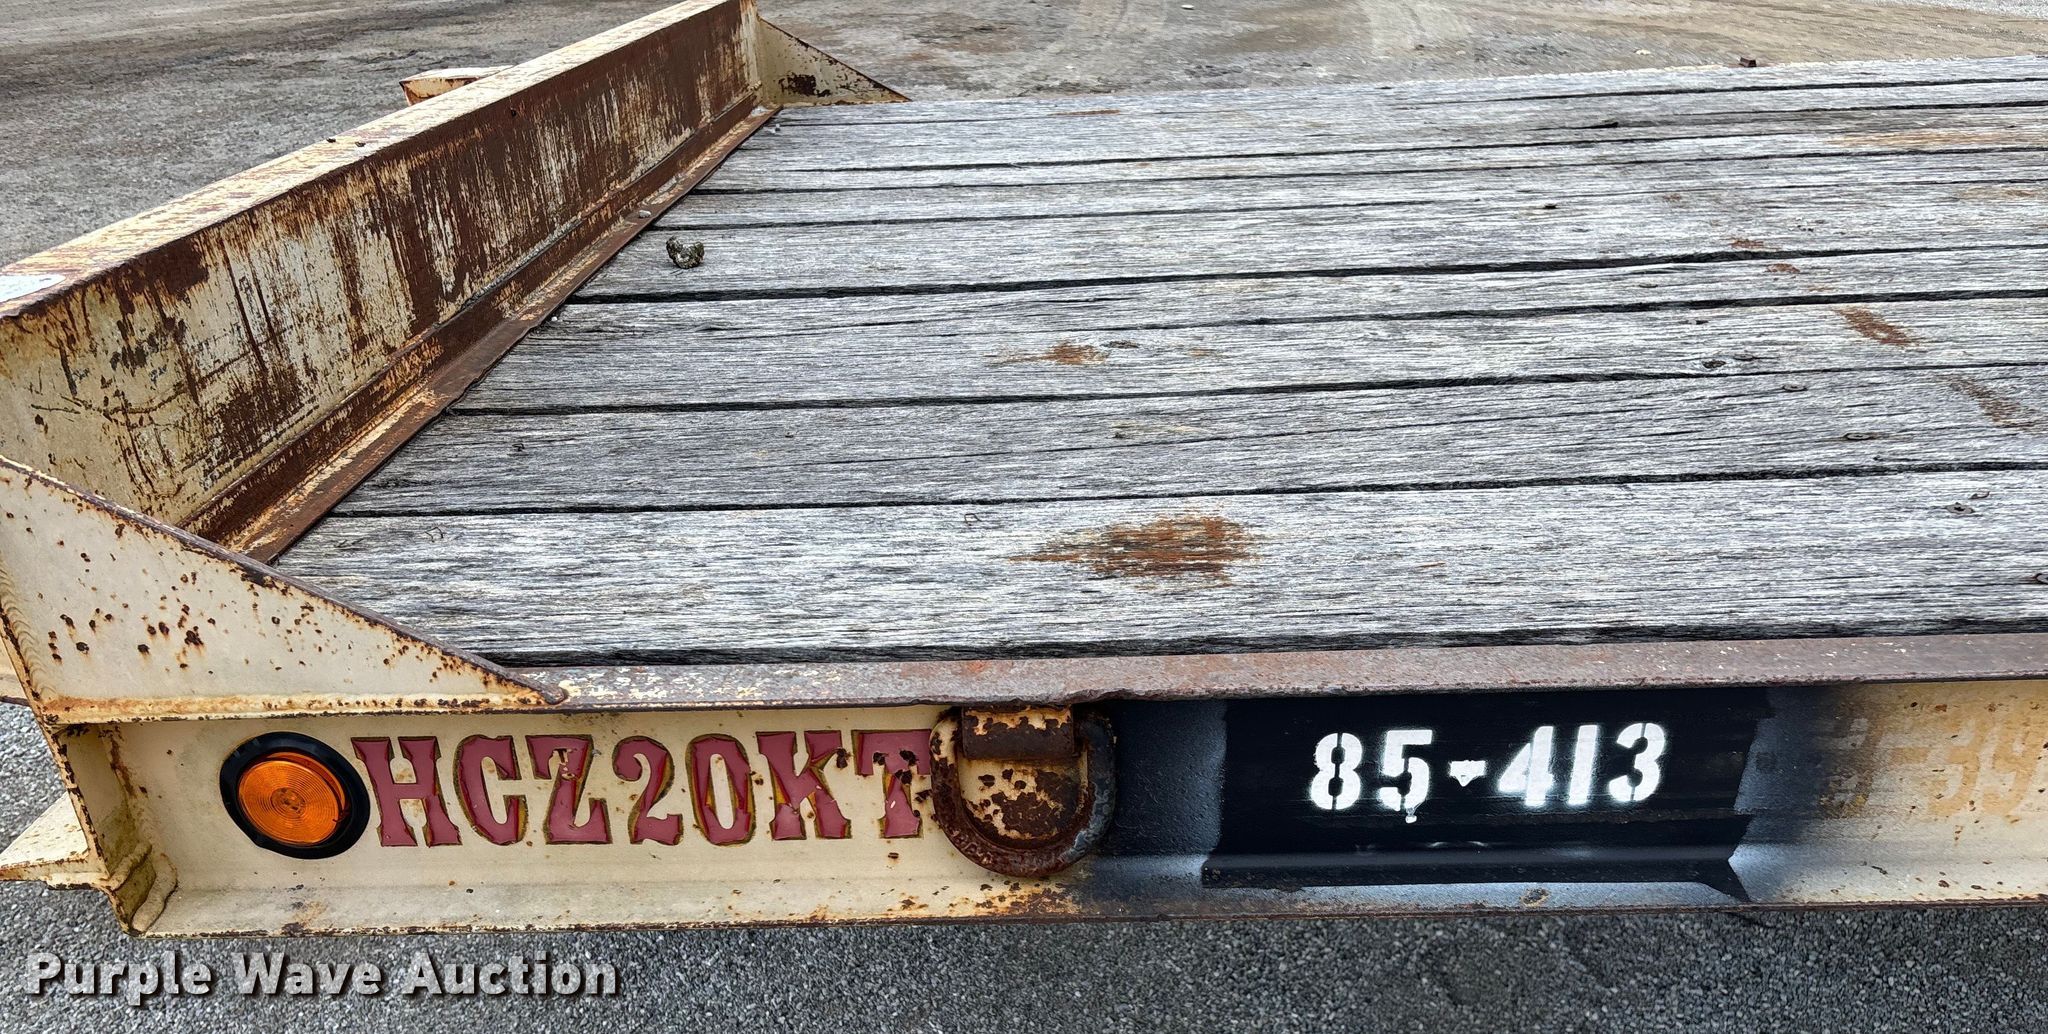 HCZ20KT
85-413
Purple Wave Auction